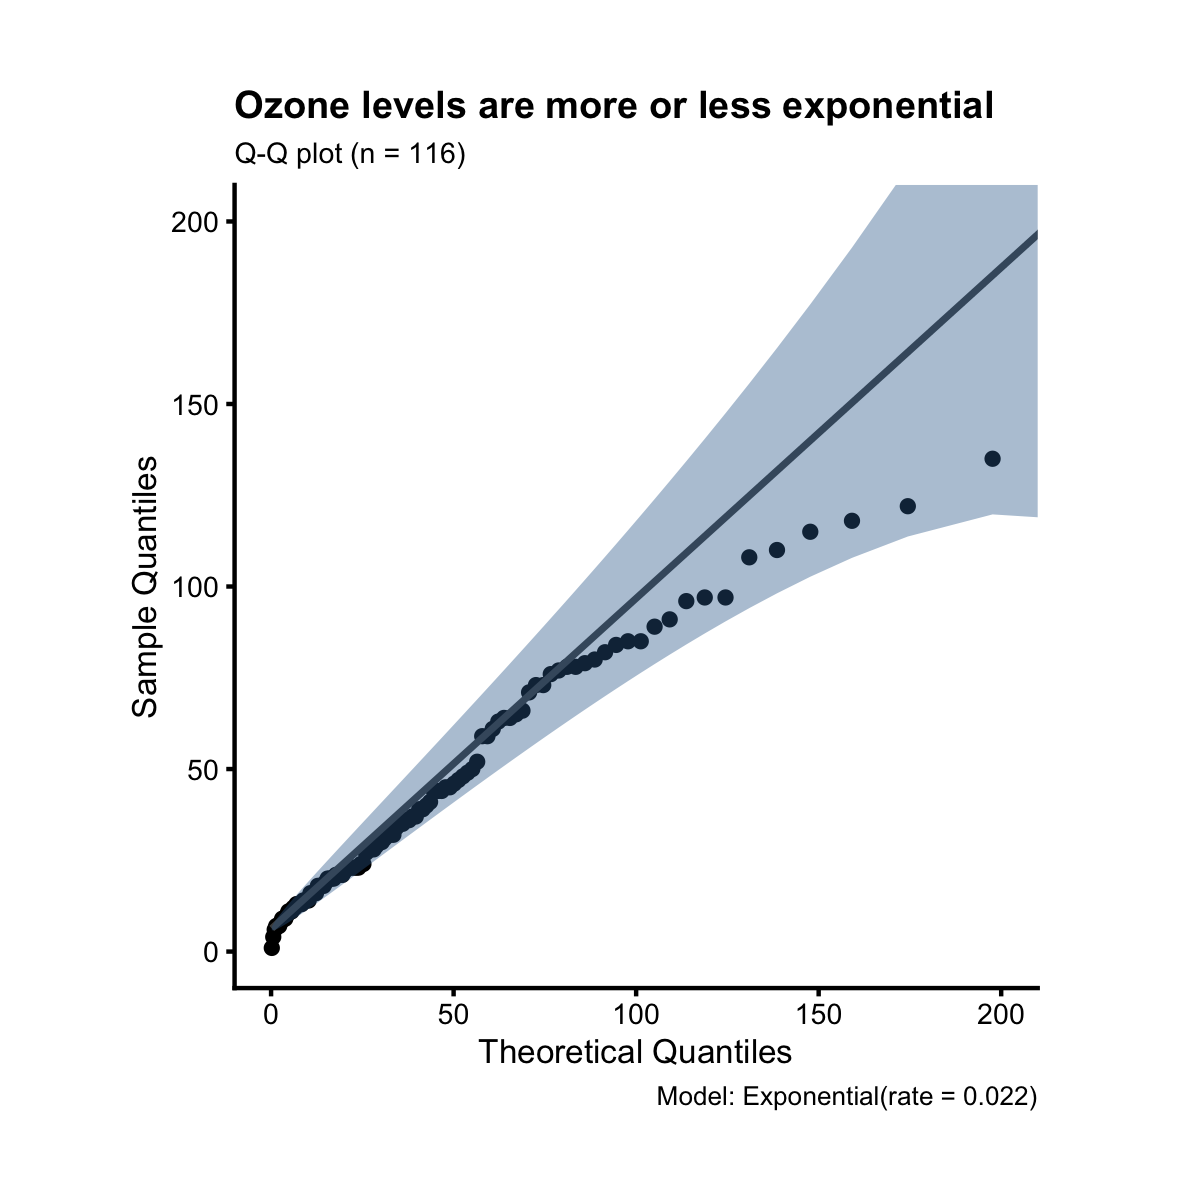 Ozone levels are more or less exponential
Q-Q plot (n = 116)
200
150
100
50
0
Sample Quantiles
0 50 100 150 200
Theoretical Quantiles
Model: Exponential(rate = 0.022)